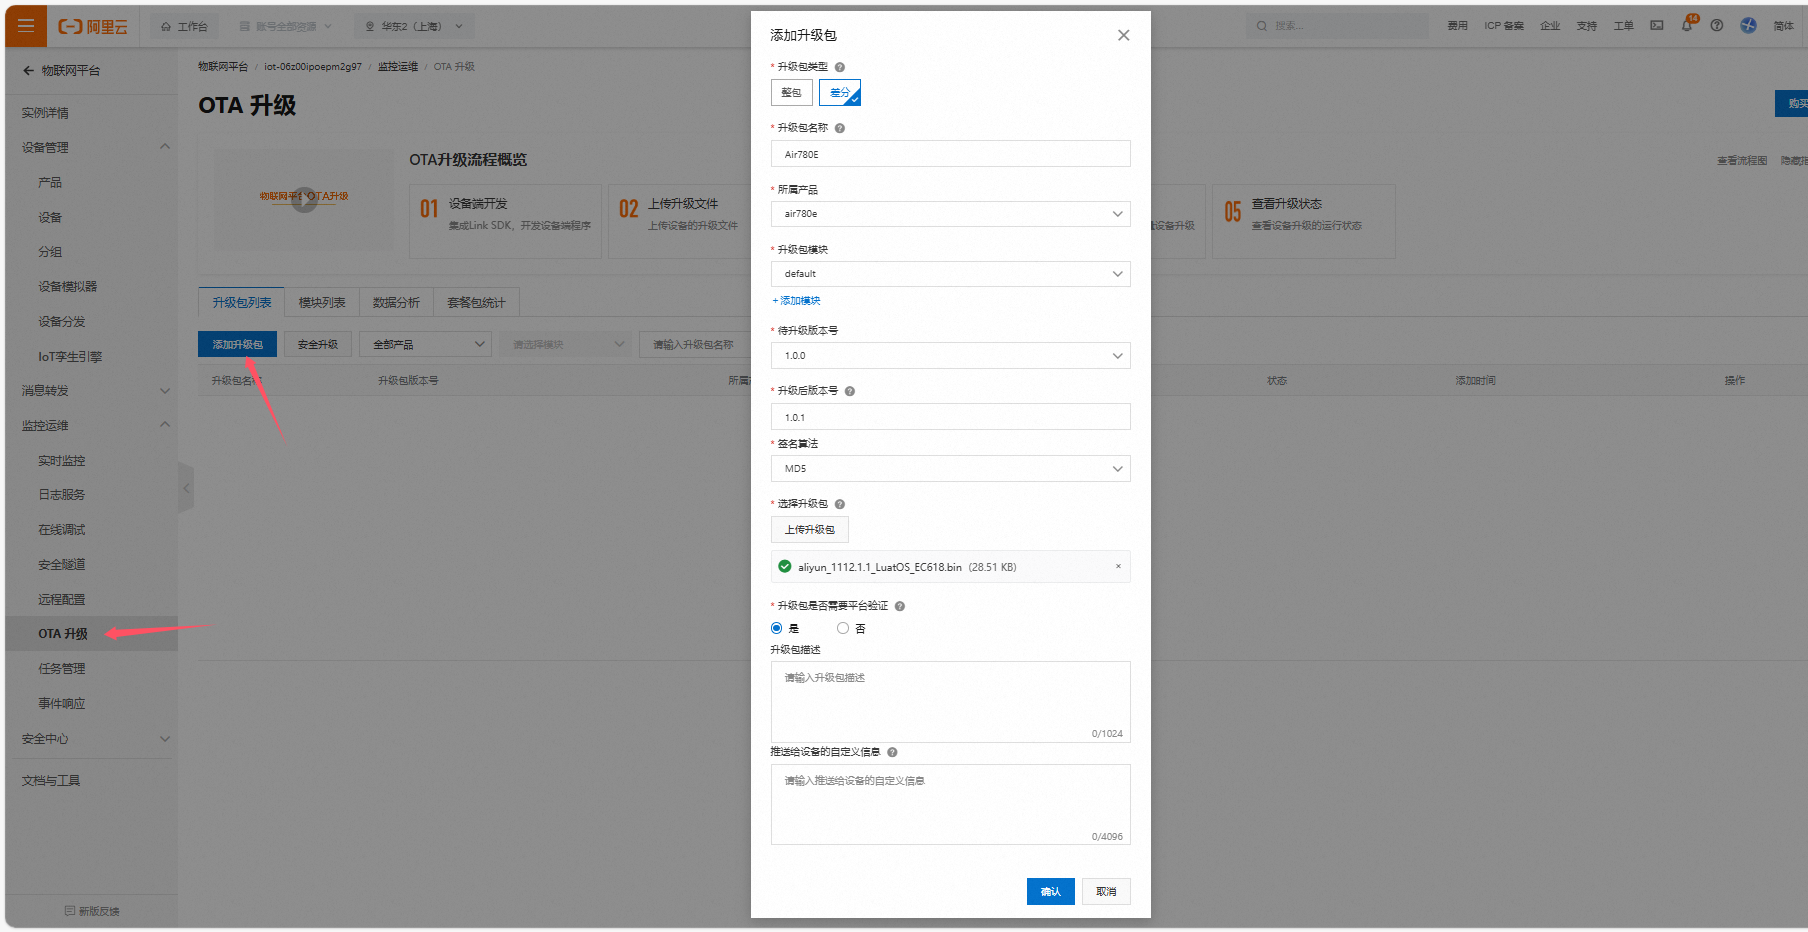 阿里云
工作台
账号全部资源
华东2（上海）
搜索...
费用
ICP 备案
企业
支持
工单
14
简体
物联网平台
实例详情
设备管理
产品
设备
分组
设备模拟器
设备分发
IoT孪生引擎
消息转发
监控运维
实时监控
日志服务
在线调试
安全隧道
远程配置
OTA 升级
任务管理
事件响应
安全中心
文档与工具
新版反馈
物联网平台 / iot-06z00ipoepm2g97 / 监控运维 / OTA 升级
OTA 升级
购买
物联网平台OTA升级
OTA升级流程概览
查看流程图
01 设备端开发
集成Link SDK，开发设备端程序
02 上传升级文件
上传设备的升级文件
设备升级
05 查看升级状态
查看设备升级的运行状态
升级包列表
模块列表
数据分析
套餐包统计
添加升级包
安全升级
全部产品
请选择模块
请输入升级包名称
升级包名称
升级包版本号
所属
状态
添加时间
操作
添加升级包
* 升级包类型
整包
差分
* 升级包名称
Air780E
* 所属产品
air780e
* 升级包模块
default
+ 添加模块
* 待升级版本号
1.0.0
* 升级后版本号
1.0.1
* 签名算法
MD5
* 选择升级包
上传升级包
aliyun_1112.1.1_LuatOS_EC618.bin (28.51 KB)
* 升级包是否需要平台验证
是
否
升级包描述
请输入升级包描述
0/1024
推送给设备的自定义信息
请输入推送给设备的自定义信息
0/4096
确认
取消